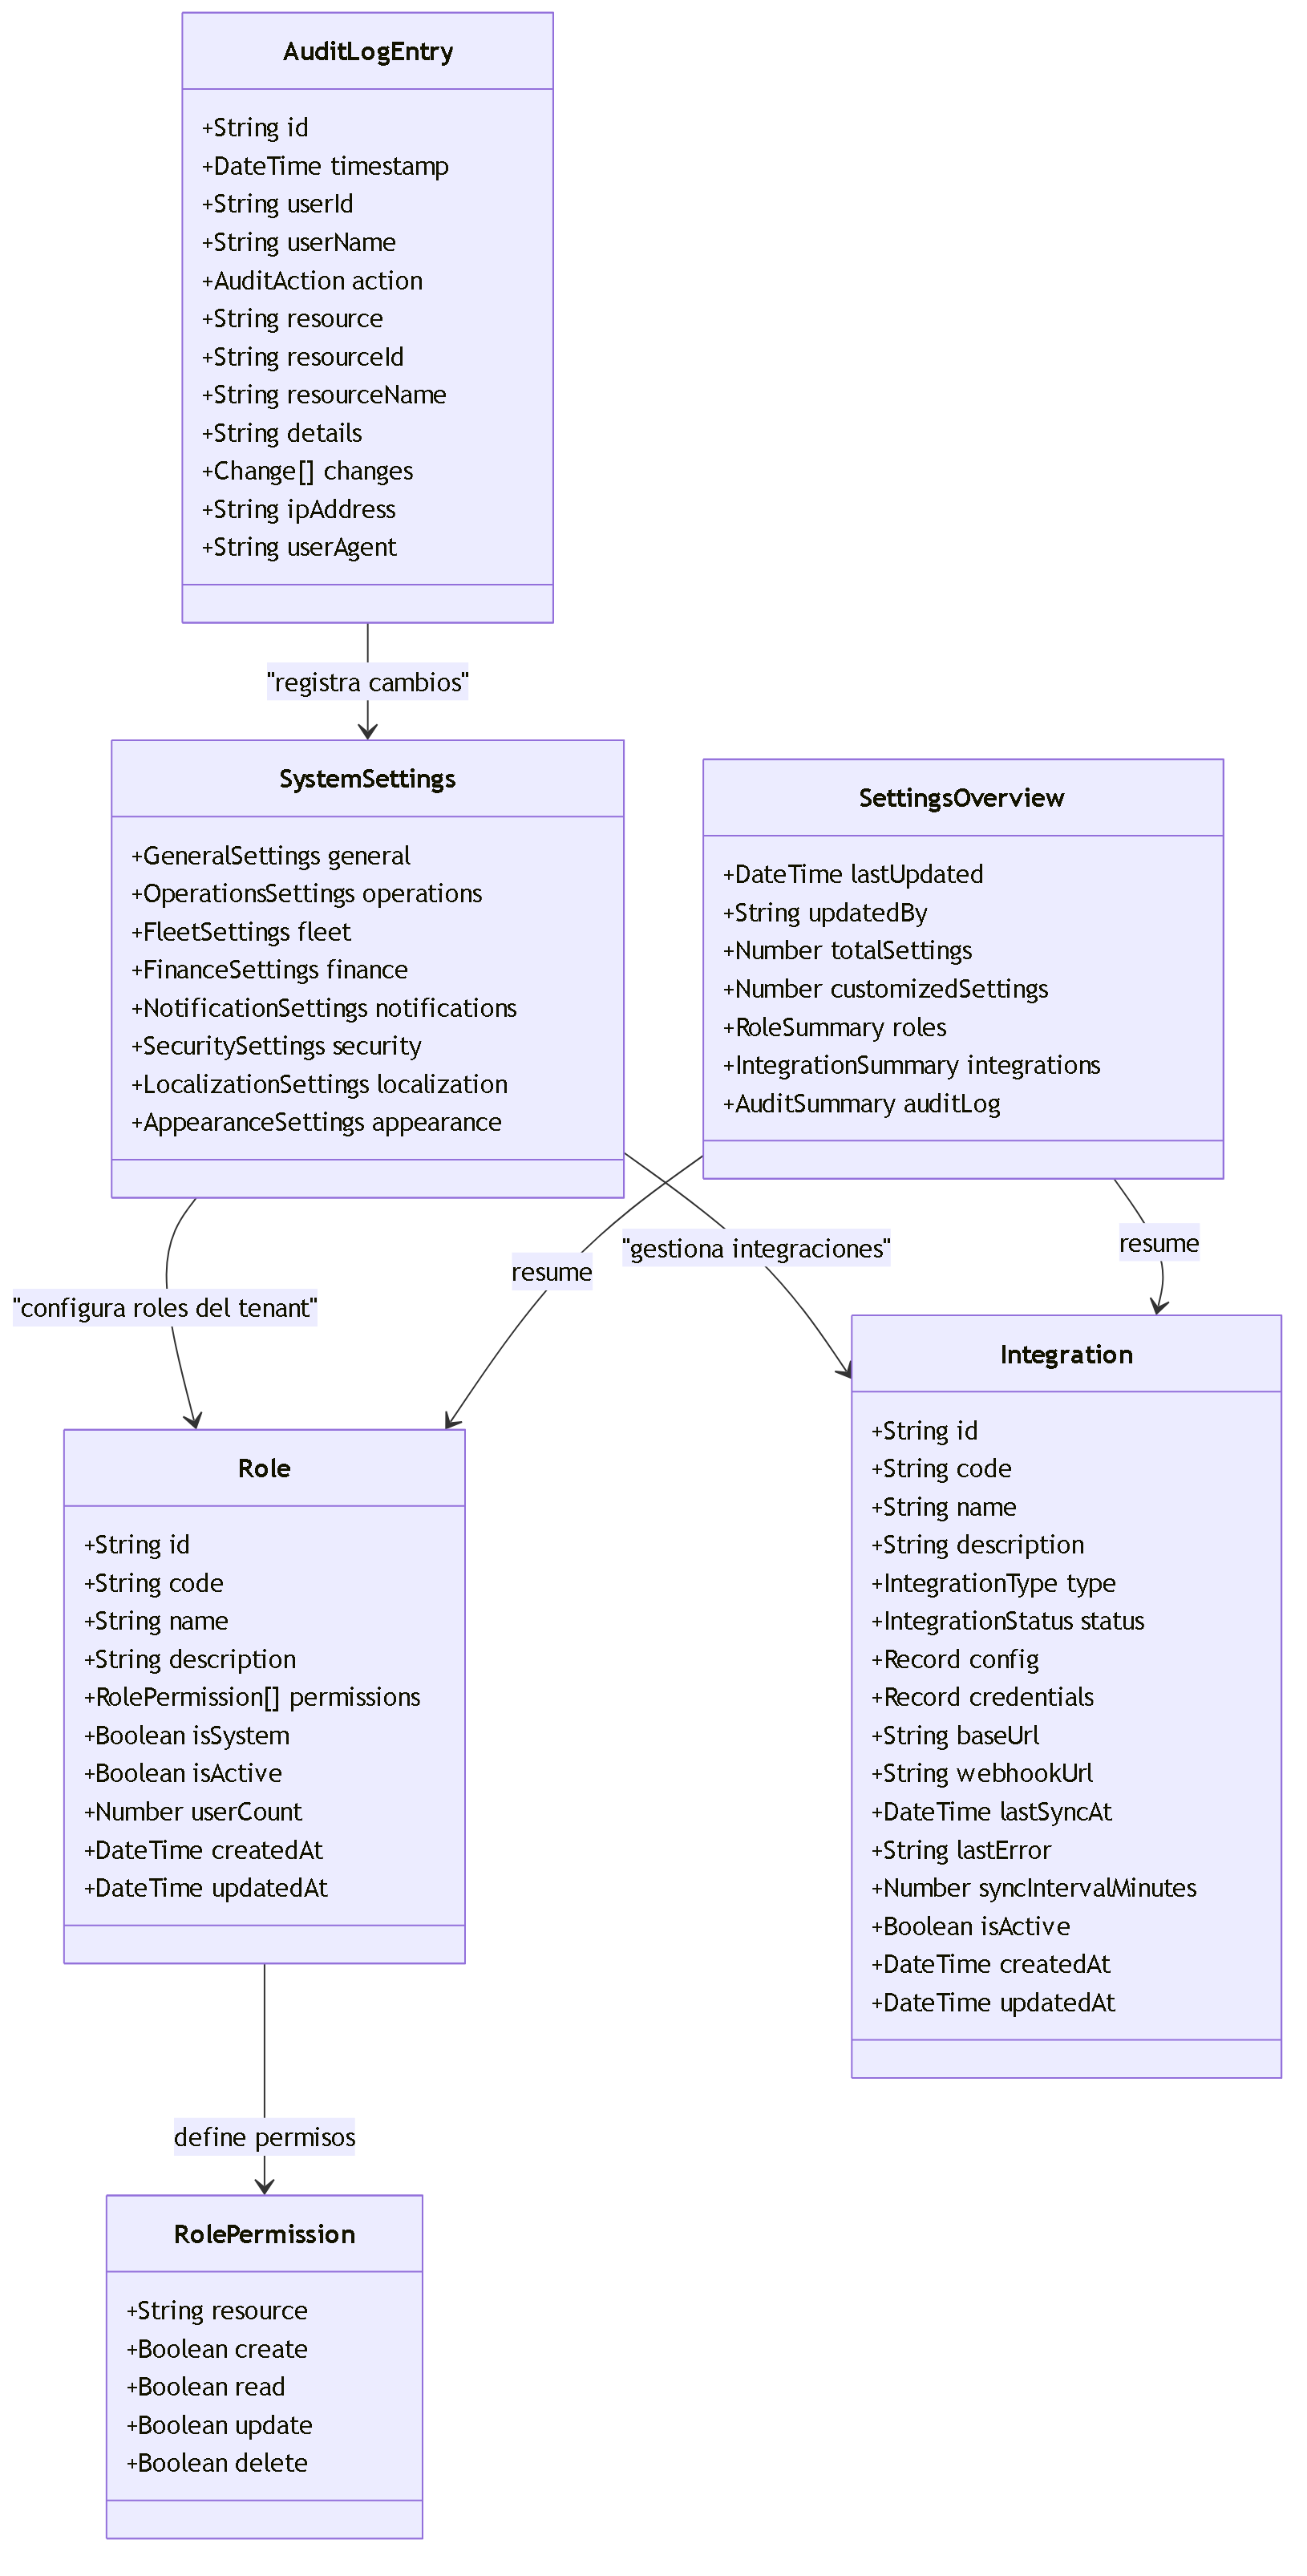 AuditLogEntry
+String id
+DateTime timestamp
+String userId
+String userName
+AuditAction action
+String resource
+String resourceId
+String resourceName
+String details
+Change[] changes
+String ipAddress
+String userAgent
"registra cambios"
SystemSettings
+GeneralSettings general
+OperationsSettings operations
+FleetSettings fleet
+FinanceSettings finance
+NotificationSettings notifications
+SecuritySettings security
+LocalizationSettings localization
+AppearanceSettings appearance
SettingsOverview
+DateTime lastUpdated
+String updatedBy
+Number totalSettings
+Number customizedSettings
+RoleSummary roles
+IntegrationSummary integrations
+AuditSummary auditLog
"configura roles del tenant"
resume
"gestiona integraciones"
resume
Role
+String id
+String code
+String name
+String description
+RolePermission[] permissions
+Boolean isSystem
+Boolean isActive
+Number userCount
+DateTime createdAt
+DateTime updatedAt
Integration
+String id
+String code
+String name
+String description
+IntegrationType type
+IntegrationStatus status
+Record config
+Record credentials
+String baseUrl
+String webhookUrl
+DateTime lastSyncAt
+String lastError
+Number syncIntervalMinutes
+Boolean isActive
+DateTime createdAt
+DateTime updatedAt
define permisos
RolePermission
+String resource
+Boolean create
+Boolean read
+Boolean update
+Boolean delete